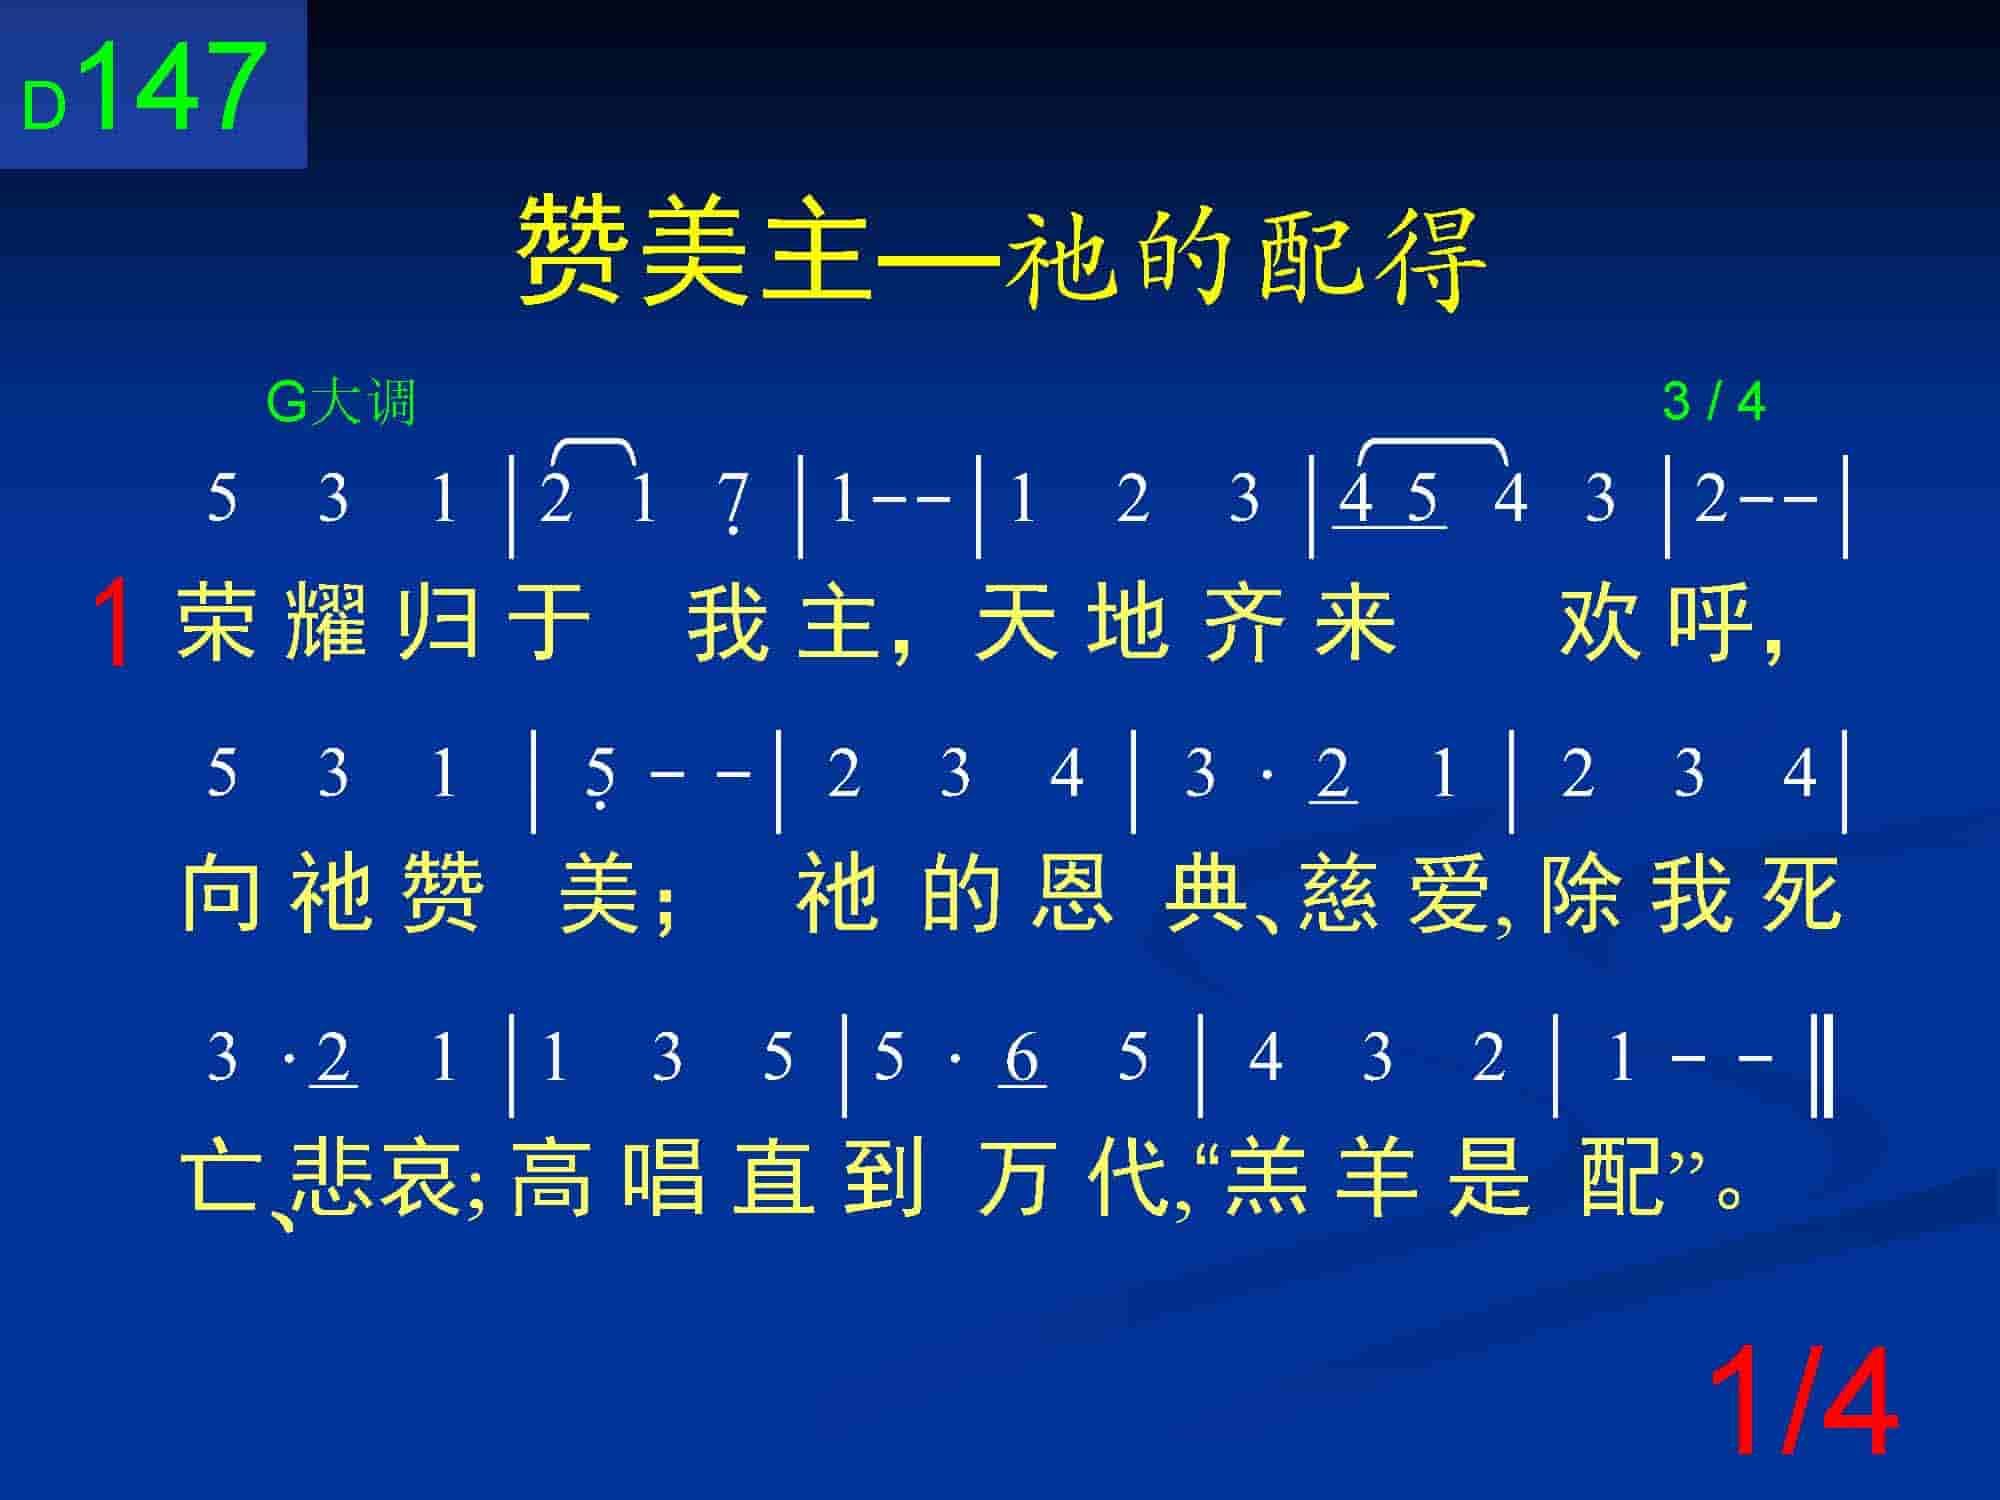 D147
赞美主—祂的配得
G大调 3 / 4
5 3 1 | 2 1 7̣ | 1 - - | 1 2 3 | 4 5 4 3 | 2 - - |
1 荣耀归于 我主，天地齐来 欢呼，
5 3 1 | 5̣ - - | 2 3 4 | 3 · 2 1 | 2 3 4 |
向祂赞 美； 祂的恩典、慈爱,除我死
3 · 2 1 | 1 3 5 | 5 · 6 5 | 4 3 2 | 1 - - ‖
亡、悲哀;高唱直到 万代,“羔羊是 配”。
1/4